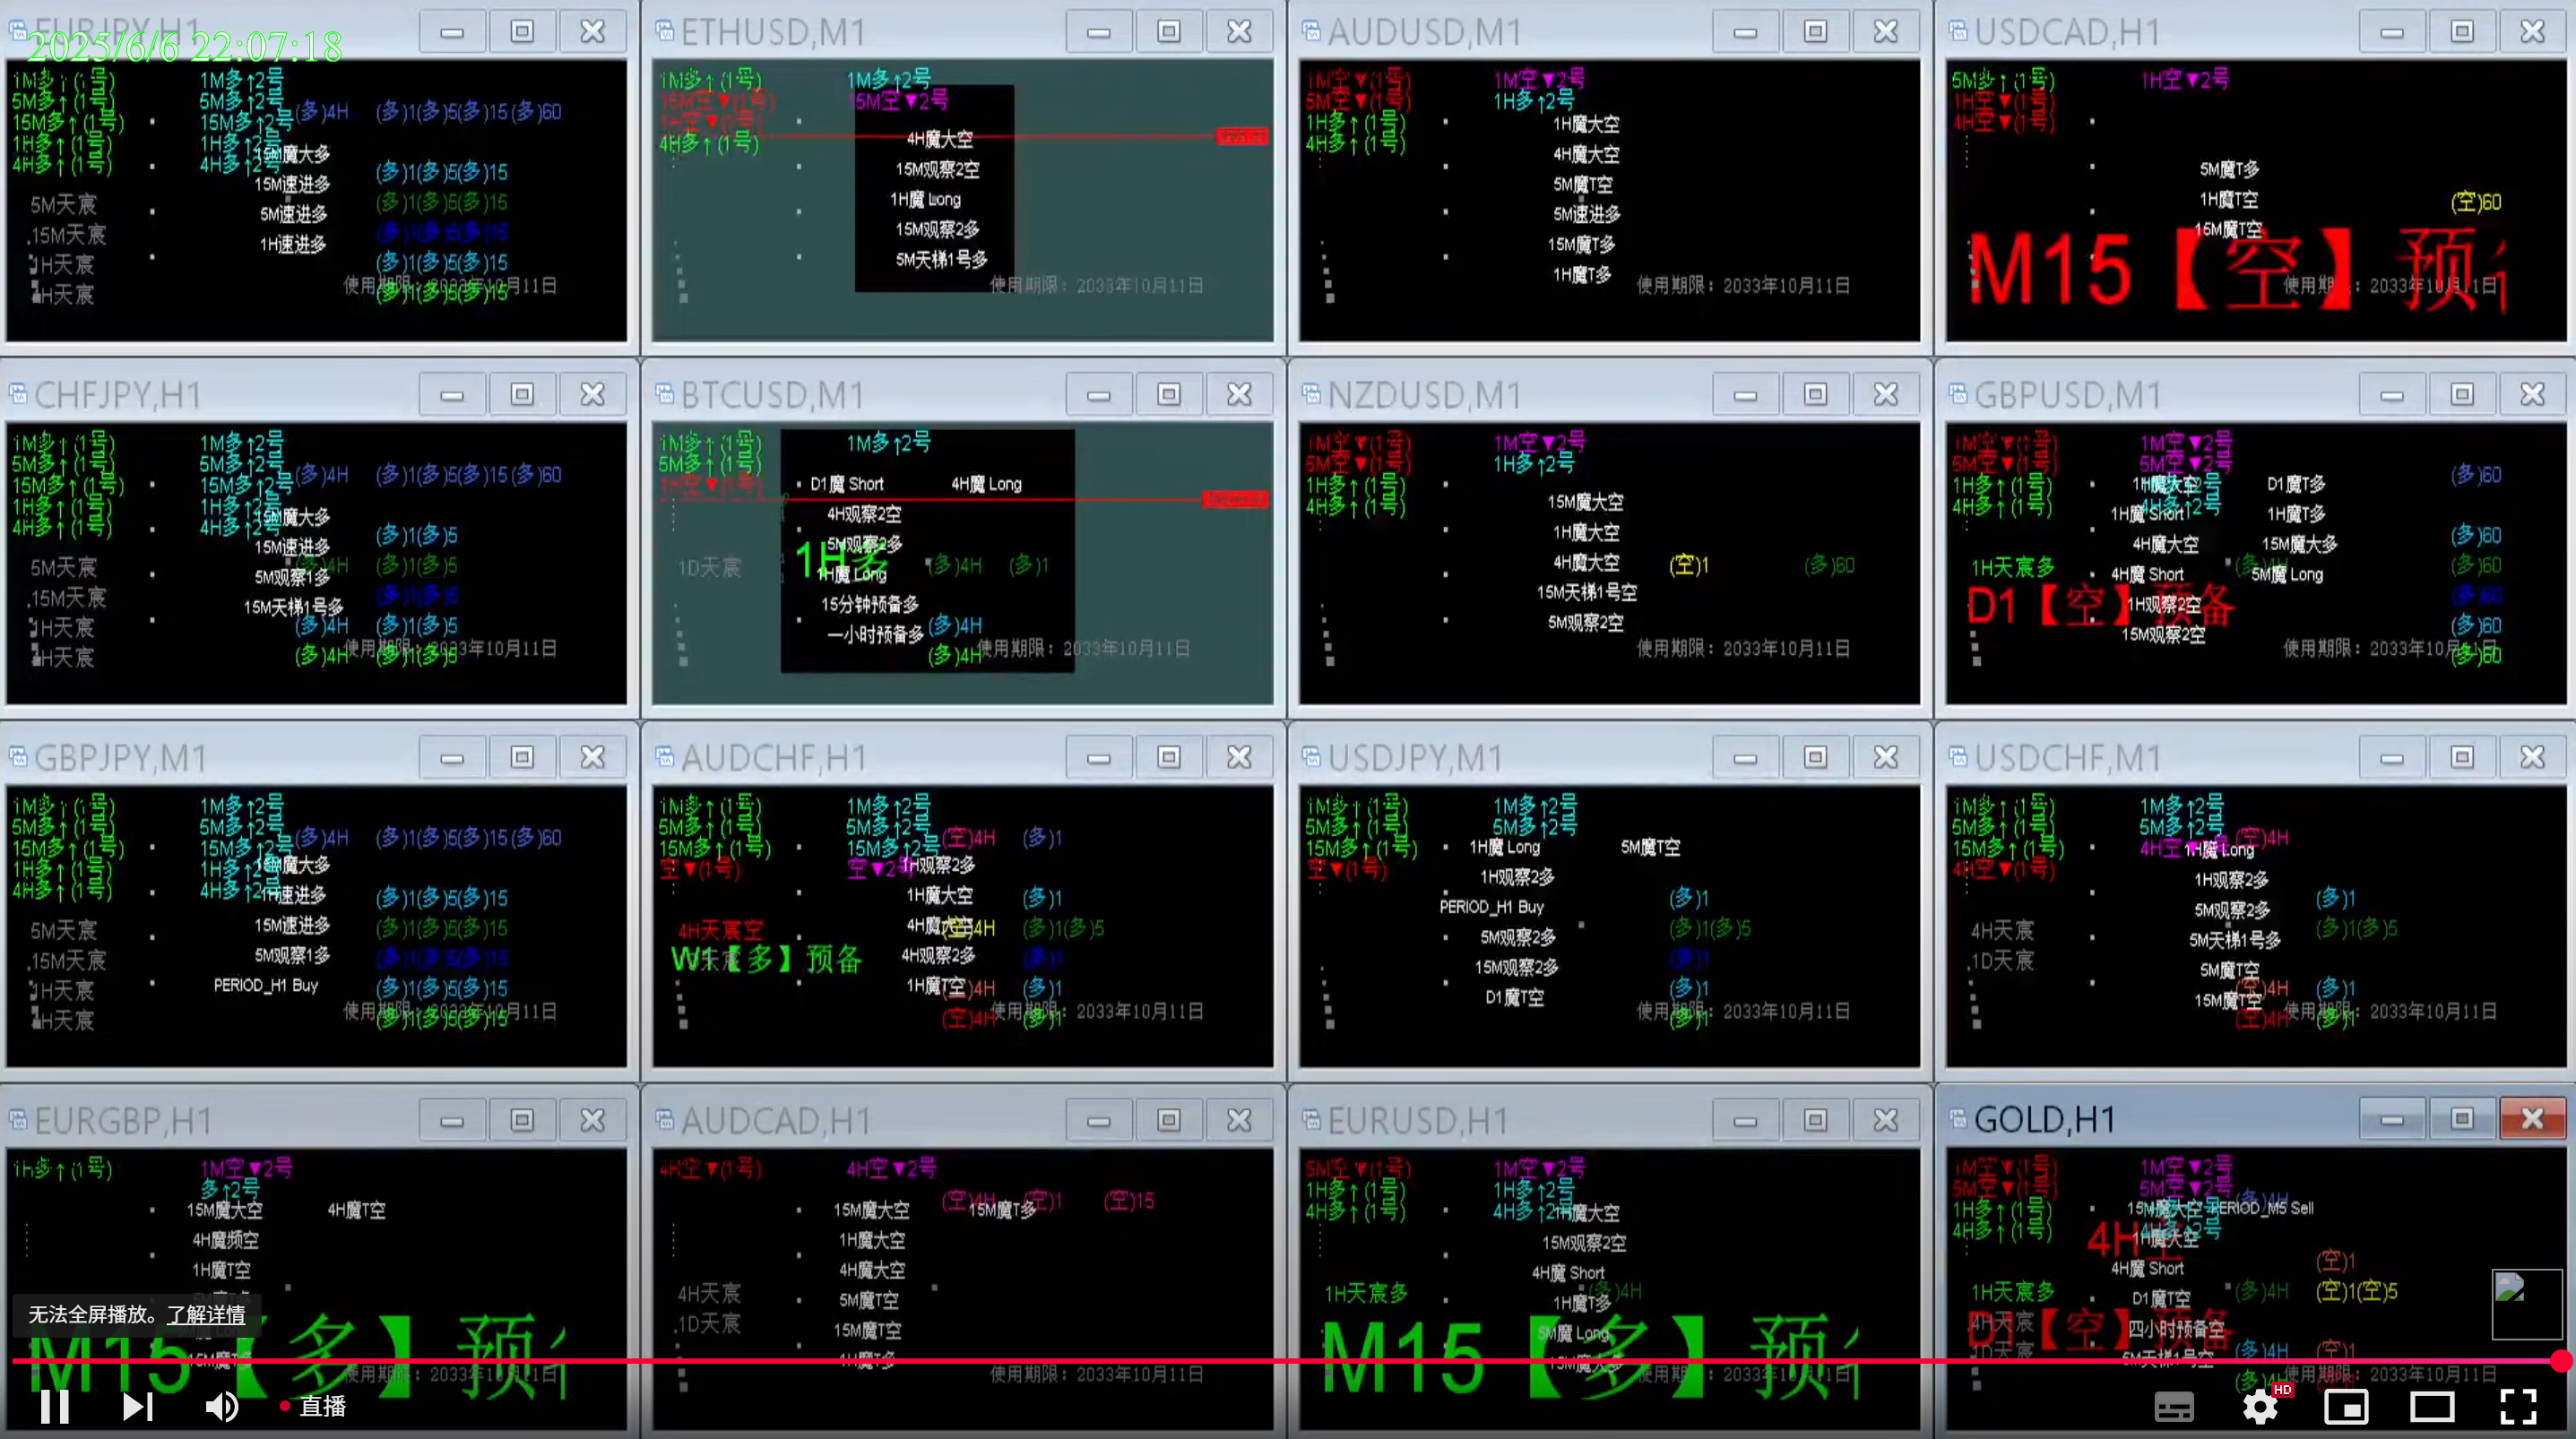 EURJPY,H1
2025/6/6 22:07:18
1M多↑(1号) 1M多↑2号
5M多↑(1号) 5M多↑2号 (多)4H (多)1(多)5(多)15(多)60
15M多↑(1号) 15M多↑2号
1H多↑(1号) 1H多↑2号
4H多↑(1号) 4H多↑2号
15M魔大多
15M速进多 (多)1(多)5(多)15
5M天宸 5M速进多 (多)1(多)5(多)15
.15M天宸 (多)1(多)5(多)15
1H天宸 1H速进多 (多)1(多)5(多)15
4H天宸 (多)1(多)5(多)15
使用期限：2033年10月11日
ETHUSD,M1
1M多↑(1号) 1M多↑2号
15M空▼(1号) 15M空▼2号
1H空▼(1号)
4H多↑(1号)
4H魔大空
15M观察2空
1H魔 Long
15M观察2多
5M天梯1号多
使用期限：2033年10月11日
AUDUSD,M1
1M空▼(1号) 1M空▼2号
5M空▼(1号) 1H多↑2号
1H多↑(1号) 1H魔大空
4H多↑(1号) 4H魔大空
5M魔T空
5M速进多
15M魔T多
1H魔T多
使用期限：2033年10月11日
USDCAD,H1
5M多↑(1号) 1H空▼2号
1H空▼(1号)
4H空▼(1号)
5M魔T多
1H魔T空 (空)60
15M魔T空
M15【空】预
使用期限：2033年10月11日
CHFJPY,H1
1M多↑(1号) 1M多↑2号
5M多↑(1号) 5M多↑2号 (多)4H (多)1(多)5(多)15(多)60
15M多↑(1号) 15M多↑2号
1H多↑(1号) 1H多↑2号
4H多↑(1号) 4H多↑2号
15M魔大多
15M速进多 (多)1(多)5
5M天宸 5M观察1多 (多)4H (多)1(多)5
.15M天宸 15M天梯1号多 (多)1(多)5
1H天宸 (多)4H (多)1(多)5
4H天宸 (多)4H (多)1(多)5
使用期限：2033年10月11日
BTCUSD,M1
1M多↑(1号) 1M多↑2号
5M多↑(1号)
1H空▼(1号) D1魔 Short 4H魔 Long
4H观察2空
5M观察2多
1D天宸 1H多 (多)4H (多)1
1H魔 Long
15分钟预备多
一小时预备多 (多)4H
(多)4H
使用期限：2033年10月11日
NZDUSD,M1
1M空▼(1号) 1M空▼2号
5M空▼(1号) 1H多↑2号
1H多↑(1号)
4H多↑(1号)
15M魔大空
1H魔大空
4H魔大空 (空)1 (多)60
15M天梯1号空
5M观察2空
使用期限：2033年10月11日
GBPUSD,M1
1M空▼(1号) 1M空▼2号
5M空▼(1号) 5M空▼2号 (多)60
1H多↑(1号) 1H魔大空 D1魔T多
4H多↑(1号) 4H多↑2号
1H魔 Short 1H魔T多
4H魔大空 15M魔大多 (多)60
1H天宸多 4H魔 Short 5M魔 Long (多)60
D1【空】预备 1H观察2空 (多)60
15M观察2空 (多)60
(多)60
使用期限：2033年10月11日
GBPJPY,M1
1M多↑(1号) 1M多↑2号
5M多↑(1号) 5M多↑2号 (多)4H (多)1(多)5(多)15(多)60
15M多↑(1号) 15M多↑2号
1H多↑(1号) 1H多↑2号
4H多↑(1号) 4H多↑2号
15M魔大多
1H速进多 (多)1(多)5(多)15
5M天宸 15M速进多 (多)1(多)5(多)15
.15M天宸 5M观察1多 (多)1(多)5(多)15
1H天宸 PERIOD_H1 Buy (多)1(多)5(多)15
4H天宸 (多)1(多)5(多)15
使用期限：2033年10月11日
AUDCHF,H1
1M多↑(1号) 1M多↑2号
5M多↑(1号) 5M多↑2号 (空)4H (多)1
15M多↑(1号) 15M多↑2号
空▼(1号) 空▼2号 1H观察2多
1H魔大空 (多)1
4H天宸空 4H魔大空 (空)4H (多)1(多)5
W1【多】预备 4H观察2多 (多)1
1H魔T空 (空)4H (多)1
(空)4H (多)1
使用期限：2033年10月11日
USDJPY,M1
1M多↑(1号) 1M多↑2号
5M多↑(1号) 5M多↑2号
15M多↑(1号) 1H魔 Long 5M魔T空
空▼(1号) 1H观察2多
PERIOD_H1 Buy (多)1
5M观察2多 (多)1(多)5
15M观察2多 (多)1
D1魔T空 (多)1
(多)1
使用期限：2033年10月11日
USDCHF,M1
1M多↑(1号) 1M多↑2号
5M多↑(1号) 5M多↑2号 (空)4H
15M多↑(1号) 4H空▼2号 1H魔 Long
4H空▼(1号) 1H观察2多
5M观察2多 (多)1
4H天宸 5M天梯1号多 (多)1(多)5
.1D天宸 5M魔T空
15M魔T空 (空)4H (多)1
(空)4H (多)1
使用期限：2033年10月11日
EURGBP,H1
1h多↑(1号) 1M空▼2号
多↑2号
15M魔大空 4H魔T空
4H魔频空
1H魔T空
无法全屏播放。了解详情
M15【多】预
使用期限：2033年10月11日
AUDCAD,H1
4H空▼(1号) 4H空▼2号
(空)4H (空)1 (空)15
15M魔大空 15M魔T多
1H魔大空
4H魔大空
4H天宸 5M魔T空
.1D天宸 15M魔T空
1H魔T多
使用期限：2033年10月11日
EURUSD,H1
5M空▼(1号) 1M空▼2号
1H多↑(1号) 1H多↑2号
4H多↑(1号) 4H多↑2号 1H魔大空
15M观察2空
4H魔 Short
1H天宸多 1H魔T多 (多)4H
M15【多】预 5M魔 Long
使用期限：2033年10月11日
GOLD,H1
1M空▼(1号) 1M空▼2号
5M空▼(1号) 5M空▼2号 (多)4H
1H多↑(1号) 15M魔大空 PERIOD_M5 Sell
4H多↑(1号) 4H空 1H魔大空
4H魔 Short (空)1
1H天宸多 D1魔T空 (多)4H (空)1(空)5
4H天宸 D1【空】预备 四小时预备空
1D天宸 5M天梯1号空 (多)4H (空)1
(多)4H
使用期限：2033年10月11日
直播
HD